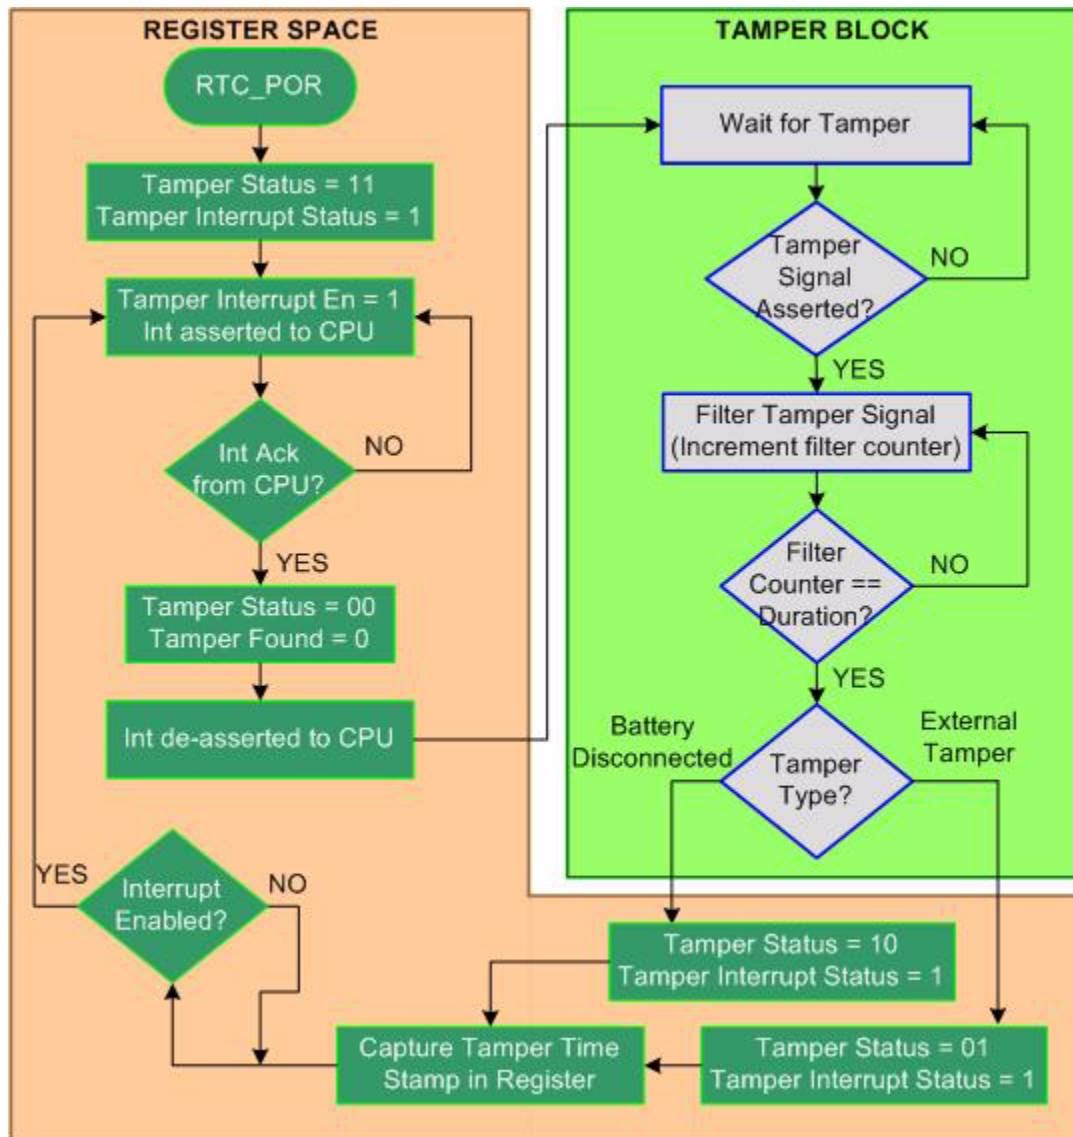 REGISTER SPACE
RTC_POR
Tamper Status = 11
Tamper Interrupt Status = 1
Tamper Interrupt En = 1
Int asserted to CPU
Int Ack
from CPU?
NO
YES
Tamper Status = 00
Tamper Found = 0
Int de-asserted to CPU
TAMPER BLOCK
Wait for Tamper
Tamper
Signal
Asserted?
NO
YES
Filter Tamper Signal
(Increment filter counter)
Filter
Counter ==
Duration?
NO
YES
Tamper
Type?
Battery
Disconnected
External
Tamper
Tamper Status = 10
Tamper Interrupt Status = 1
Tamper Status = 01
Tamper Interrupt Status = 1
Capture Tamper Time
Stamp in Register
Interrupt
Enabled?
YES
NO